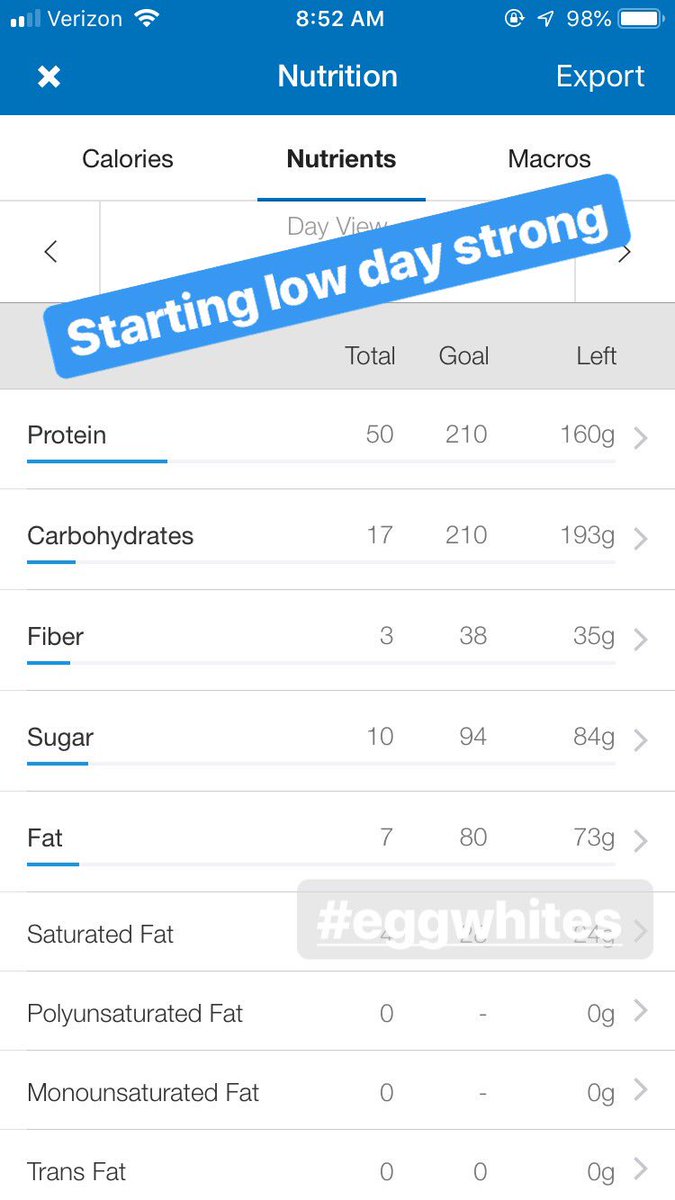 Verizon 8:52 AM 98%
Nutrition Export
Calories Nutrients Macros
Day View
Starting low day strong
Total Goal Left
Protein 50 210 160g
Carbohydrates 17 210 193g
Fiber 3 38 35g
Sugar 10 94 84g
Fat 7 80 73g
#eggwhites
Saturated Fat 4 24g
Polyunsaturated Fat 0 - 0g
Monounsaturated Fat 0 - 0g
Trans Fat 0 0 0g